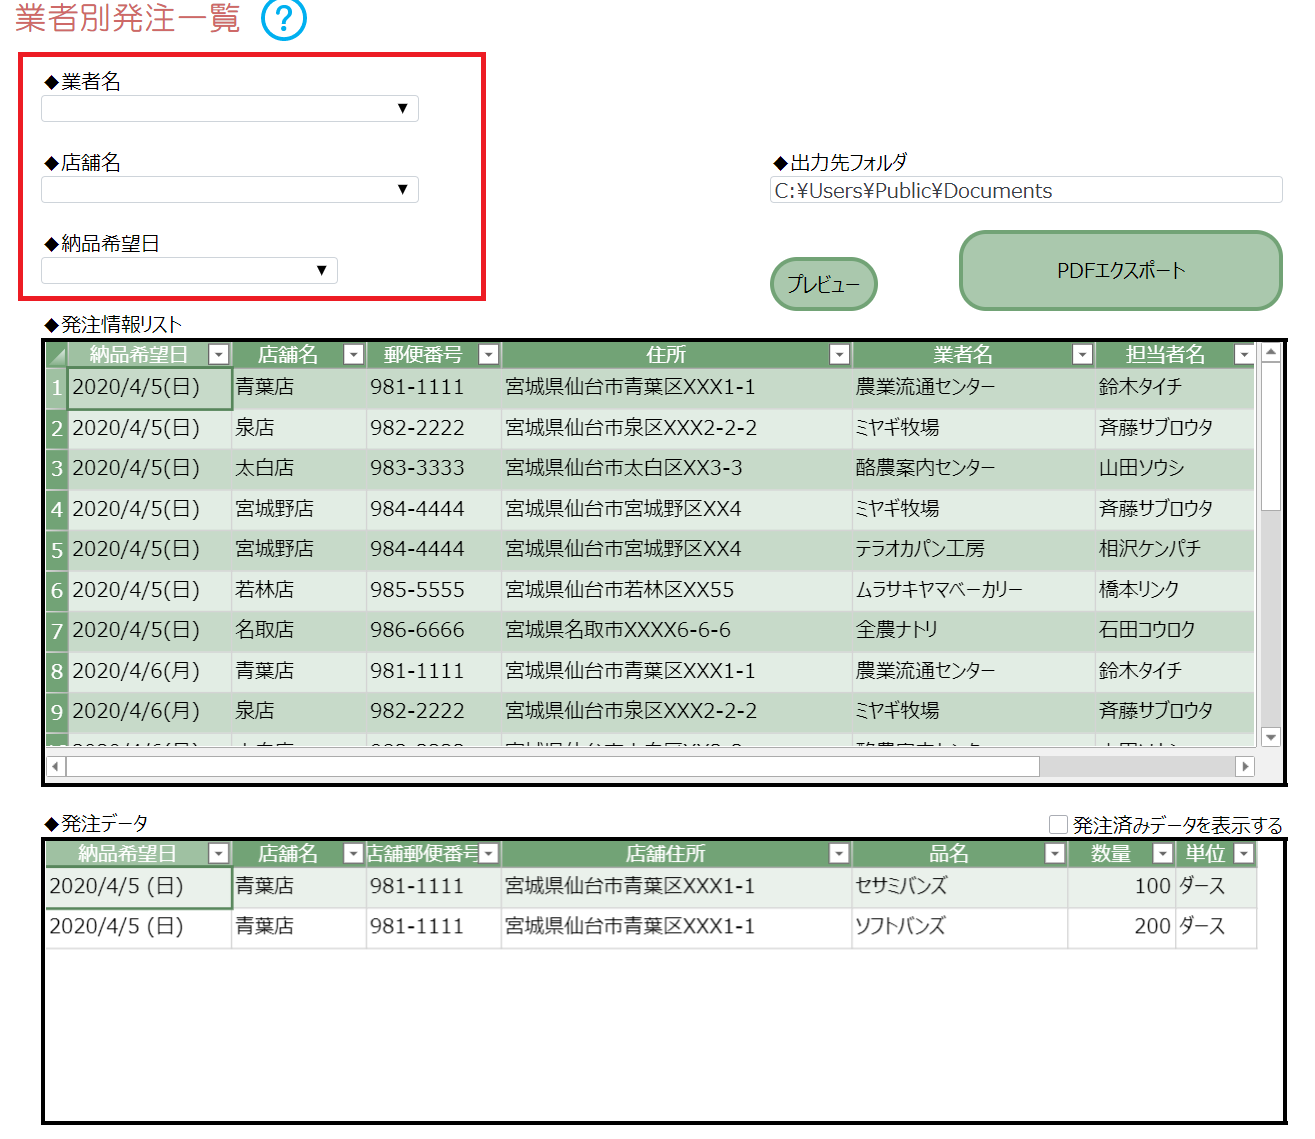 業者別発注一覧 ?
◆業者名
▼
◆店舗名
▼
◆出力先フォルダ
C:¥Users¥Public¥Documents
◆納品希望日
▼
プレビュー
PDFエクスポート
◆発注情報リスト
納品希望日 店舗名 郵便番号 住所 業者名 担当者名
1 2020/4/5(日) 青葉店 981-1111 宮城県仙台市青葉区XXX1-1 農業流通センター 鈴木タイチ
2 2020/4/5(日) 泉店 982-2222 宮城県仙台市泉区XXX2-2-2 ミヤギ牧場 斉藤サブロウタ
3 2020/4/5(日) 太白店 983-3333 宮城県仙台市太白区XX3-3 酪農案内センター 山田ソウシ
4 2020/4/5(日) 宮城野店 984-4444 宮城県仙台市宮城野区XX4 ミヤギ牧場 斉藤サブロウタ
5 2020/4/5(日) 宮城野店 984-4444 宮城県仙台市宮城野区XX4 テラオカパン工房 相沢ケンパチ
6 2020/4/5(日) 若林店 985-5555 宮城県仙台市若林区XX55 ムラサキヤマベーカリー 橋本リンク
7 2020/4/5(日) 名取店 986-6666 宮城県名取市XXXX6-6-6 全農ナトリ 石田コウロク
8 2020/4/6(月) 青葉店 981-1111 宮城県仙台市青葉区XXX1-1 農業流通センター 鈴木タイチ
9 2020/4/6(月) 泉店 982-2222 宮城県仙台市泉区XXX2-2-2 ミヤギ牧場 斉藤サブロウタ
◆発注データ
発注済みデータを表示する
納品希望日 店舗名 店舗郵便番号 店舗住所 品名 数量 単位
2020/4/5 (日) 青葉店 981-1111 宮城県仙台市青葉区XXX1-1 セサミバンズ 100 ダース
2020/4/5 (日) 青葉店 981-1111 宮城県仙台市青葉区XXX1-1 ソフトバンズ 200 ダース